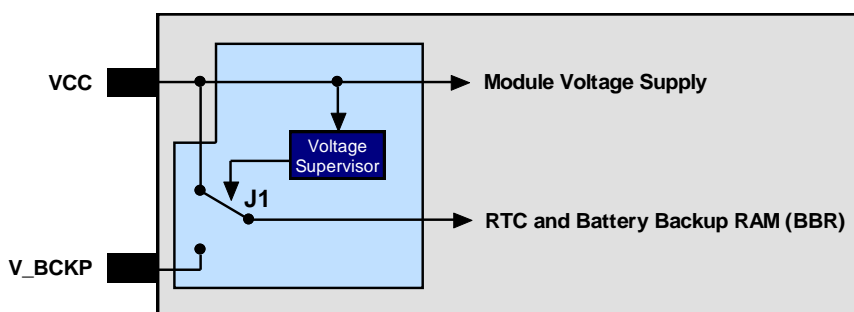 VCC
Module Voltage Supply
Voltage
Supervisor
J1
RTC and Battery Backup RAM (BBR)
V_BCKP